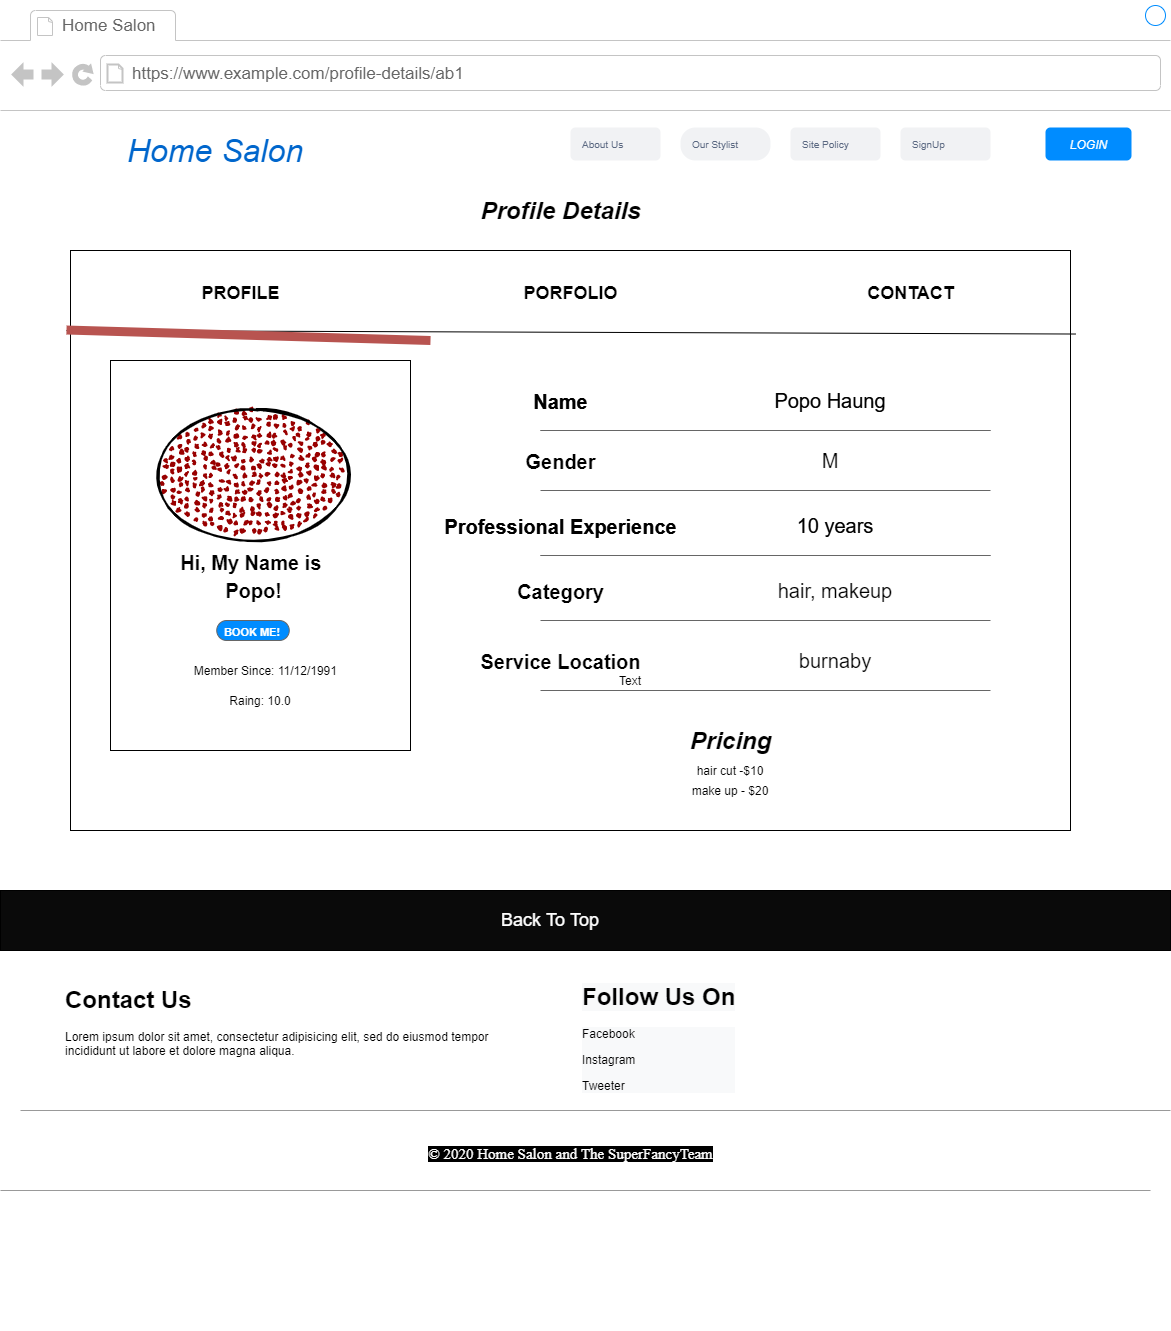 Home Salon
https://www.example.com/profile-details/ab1
Home Salon
About Us
Our Stylist
Site Policy
SignUp
LOGIN
Profile Details
PROFILE
PORFOLIO
CONTACT
Hi, My Name is
Popo!
BOOK ME!
Member Since: 11/12/1991
Raing: 10.0
Name
Popo Haung
Gender
M
Professional Experience
10 years
Category
hair, makeup
Service Location
burnaby
Text
Pricing
hair cut -$10
make up - $20
Back To Top
Contact Us
Lorem ipsum dolor sit amet, consectetur adipisicing elit, sed do eiusmod tempor
incididunt ut labore et dolore magna aliqua.
Follow Us On
Facebook
Instagram
Tweeter
© 2020 Home Salon and The SuperFancyTeam